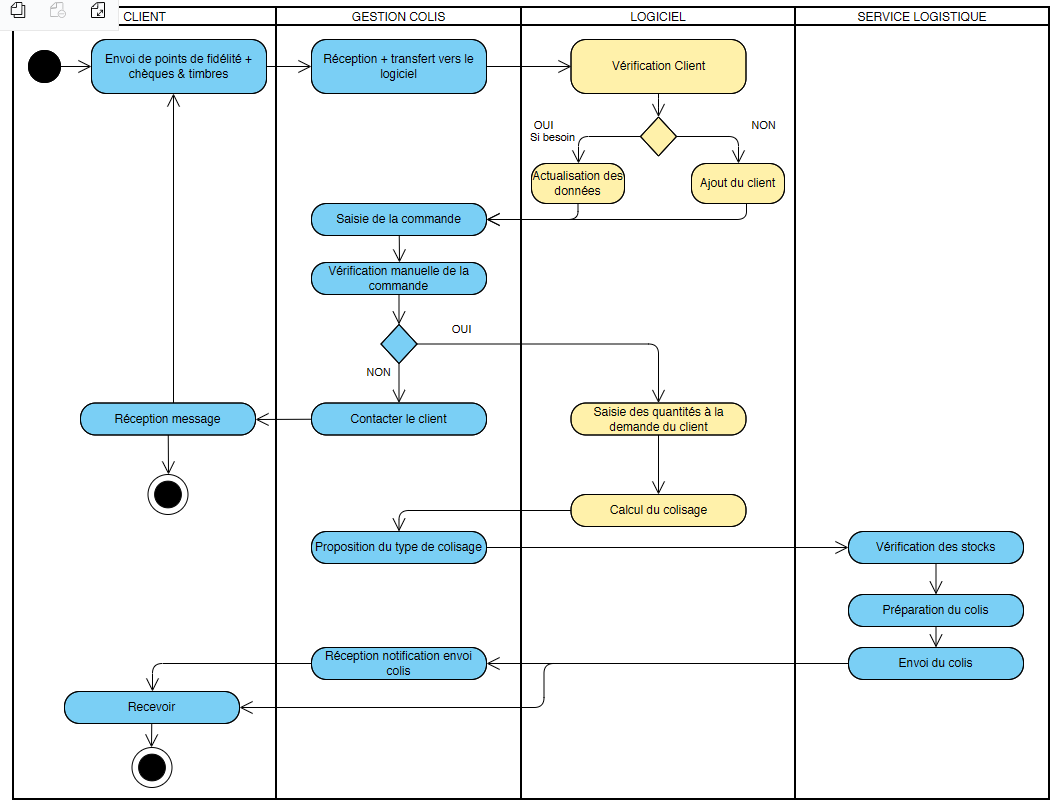 CLIENT
GESTION COLIS
LOGICIEL
SERVICE LOGISTIQUE
Envoi de points de fidélité +
chèques & timbres
Réception + transfert vers le
logiciel
Vérification Client
OUI
Si besoin
NON
Actualisation des
données
Ajout du client
Saisie de la commande
Vérification manuelle de la
commande
OUI
NON
Réception message
Contacter le client
Saisie des quantités à la
demande du client
Calcul du colisage
Proposition du type de colisage
Vérification des stocks
Préparation du colis
Réception notification envoi
colis
Envoi du colis
Recevoir